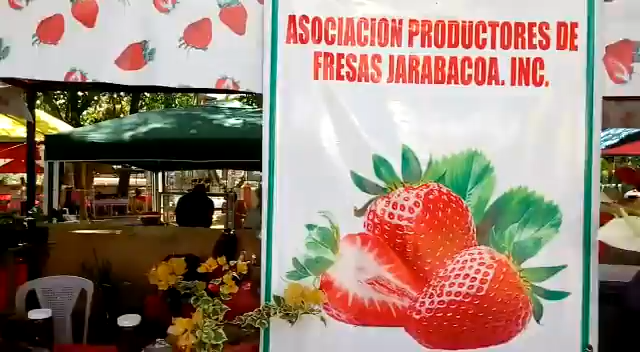 ASOCIACION PRODUCTORES DE
FRESAS JARABACOA. INC.